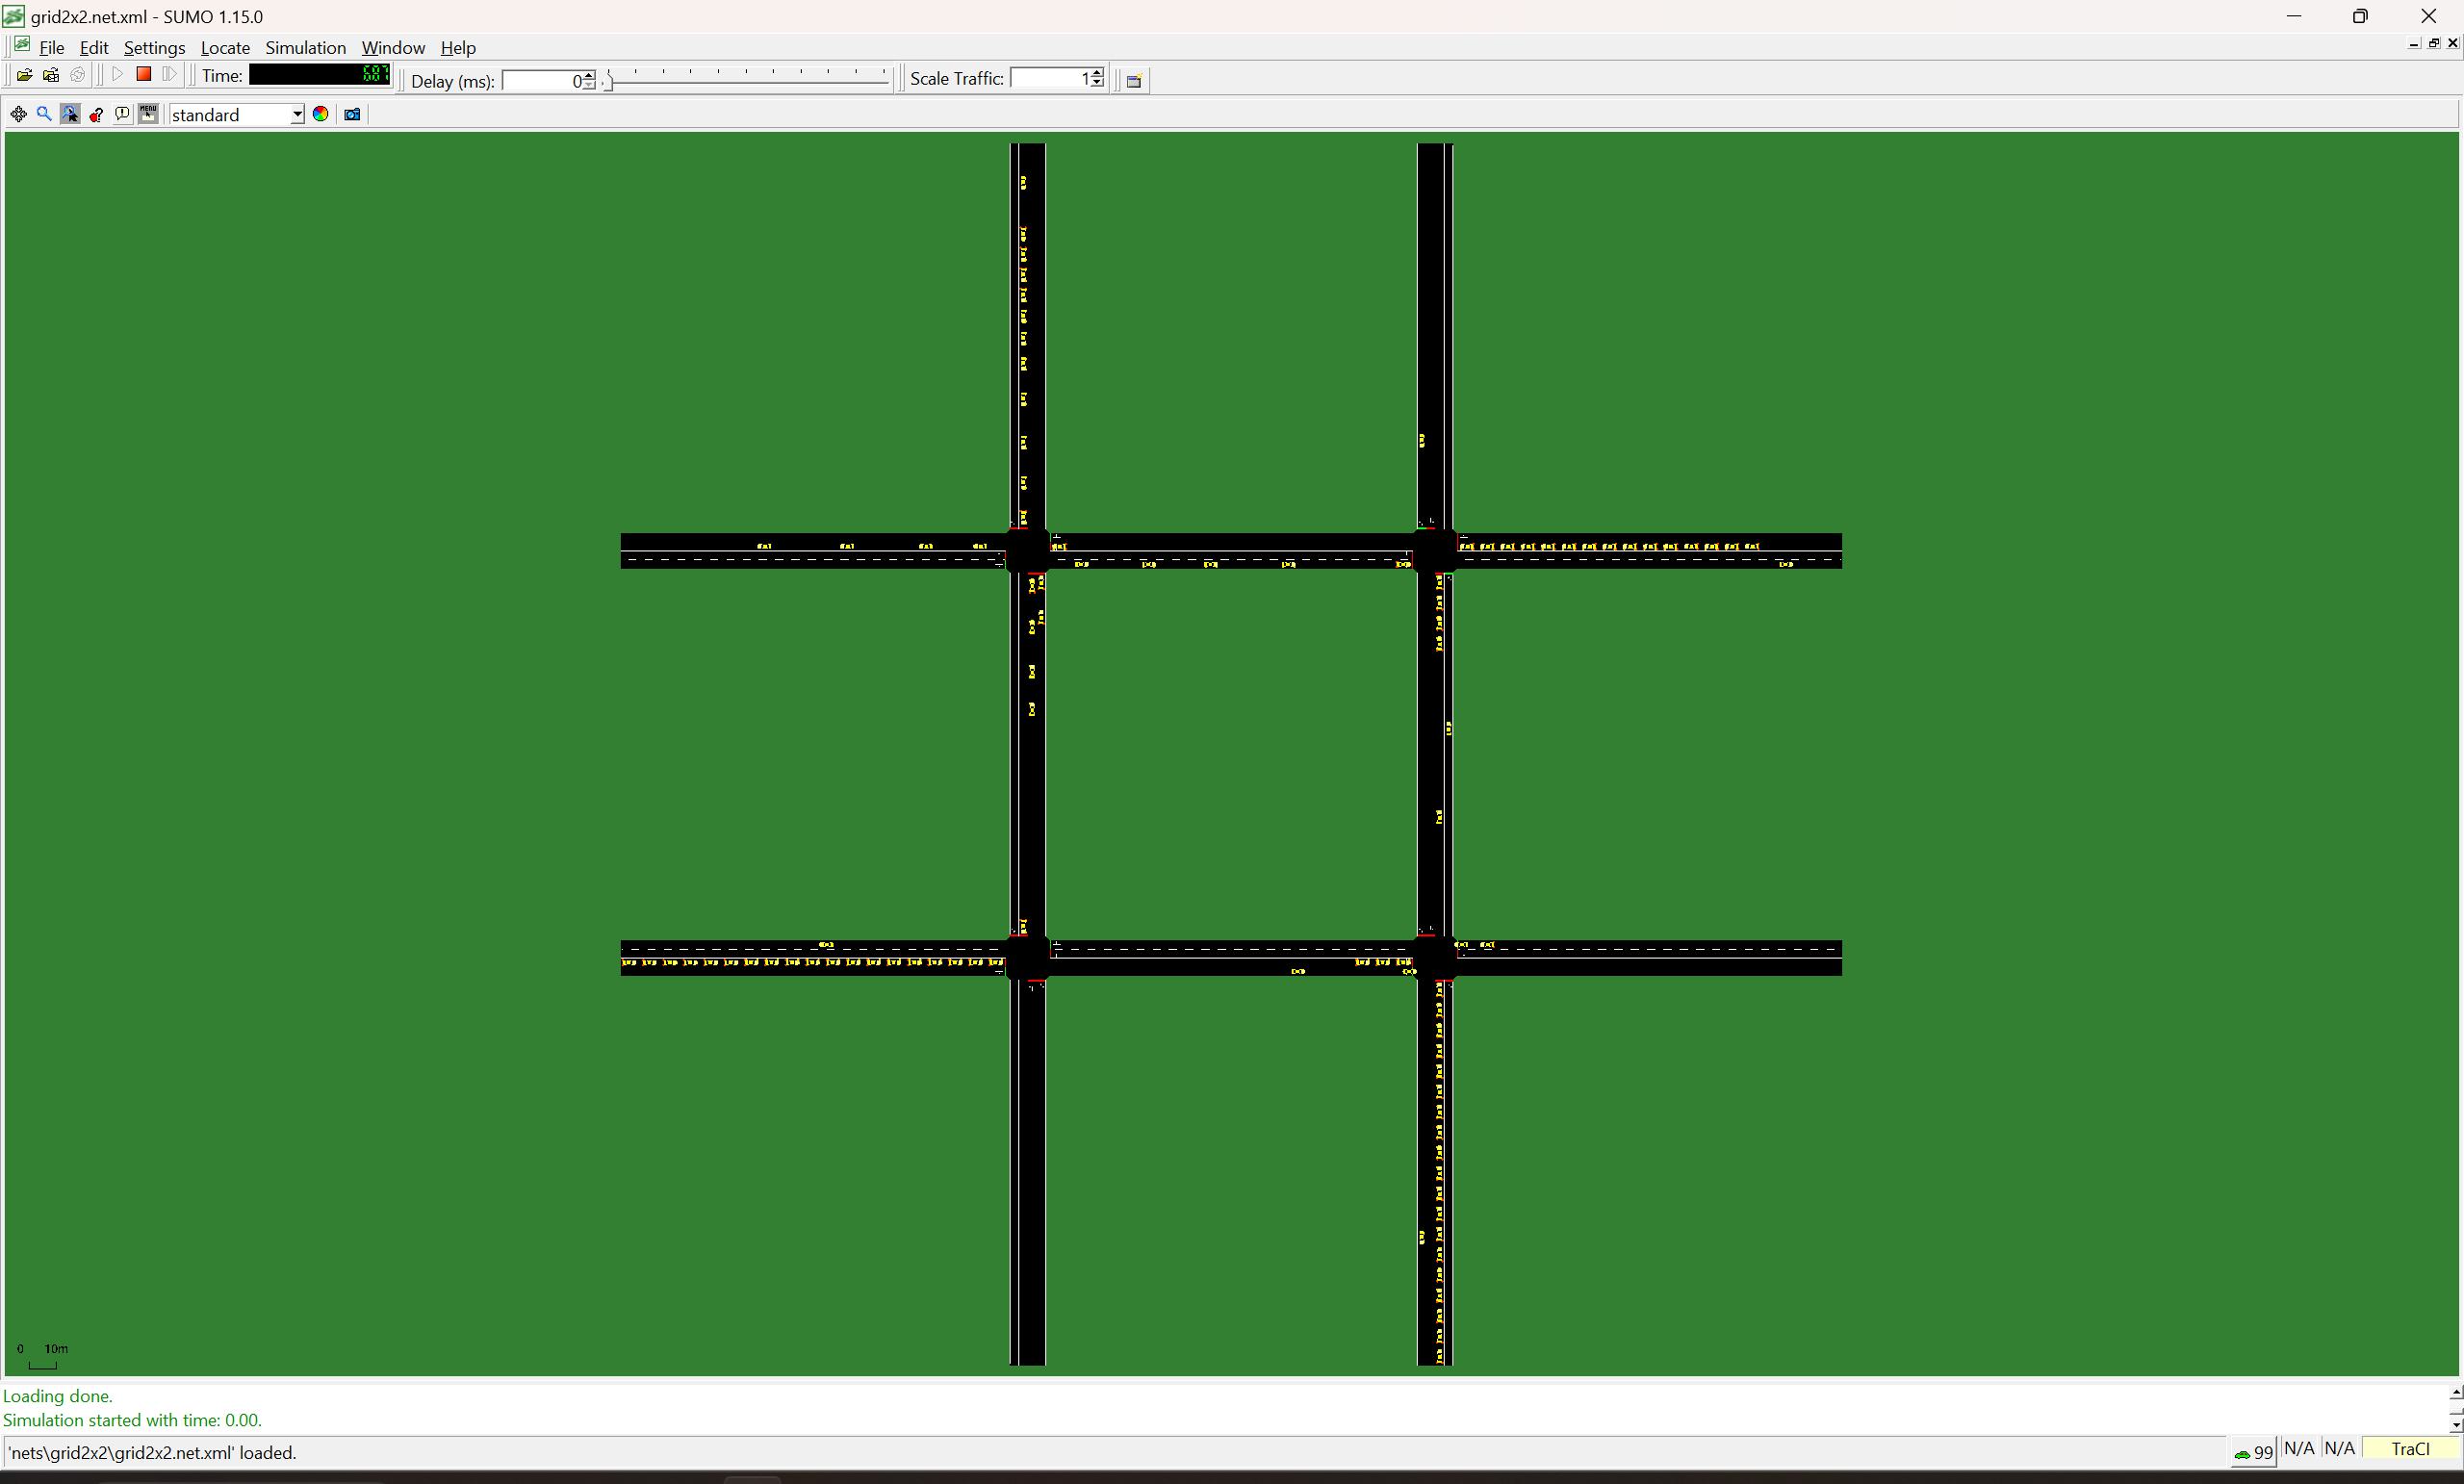 grid2x2.net.xml - SUMO 1.15.0
File Edit Settings Locate Simulation Window Help
Time: 687 Delay (ms): 0 Scale Traffic: 1
MENU standard
0 10m
Loading done.
Simulation started with time: 0.00.
'nets\grid2x2\grid2x2.net.xml' loaded. 99 N/A N/A TraCI